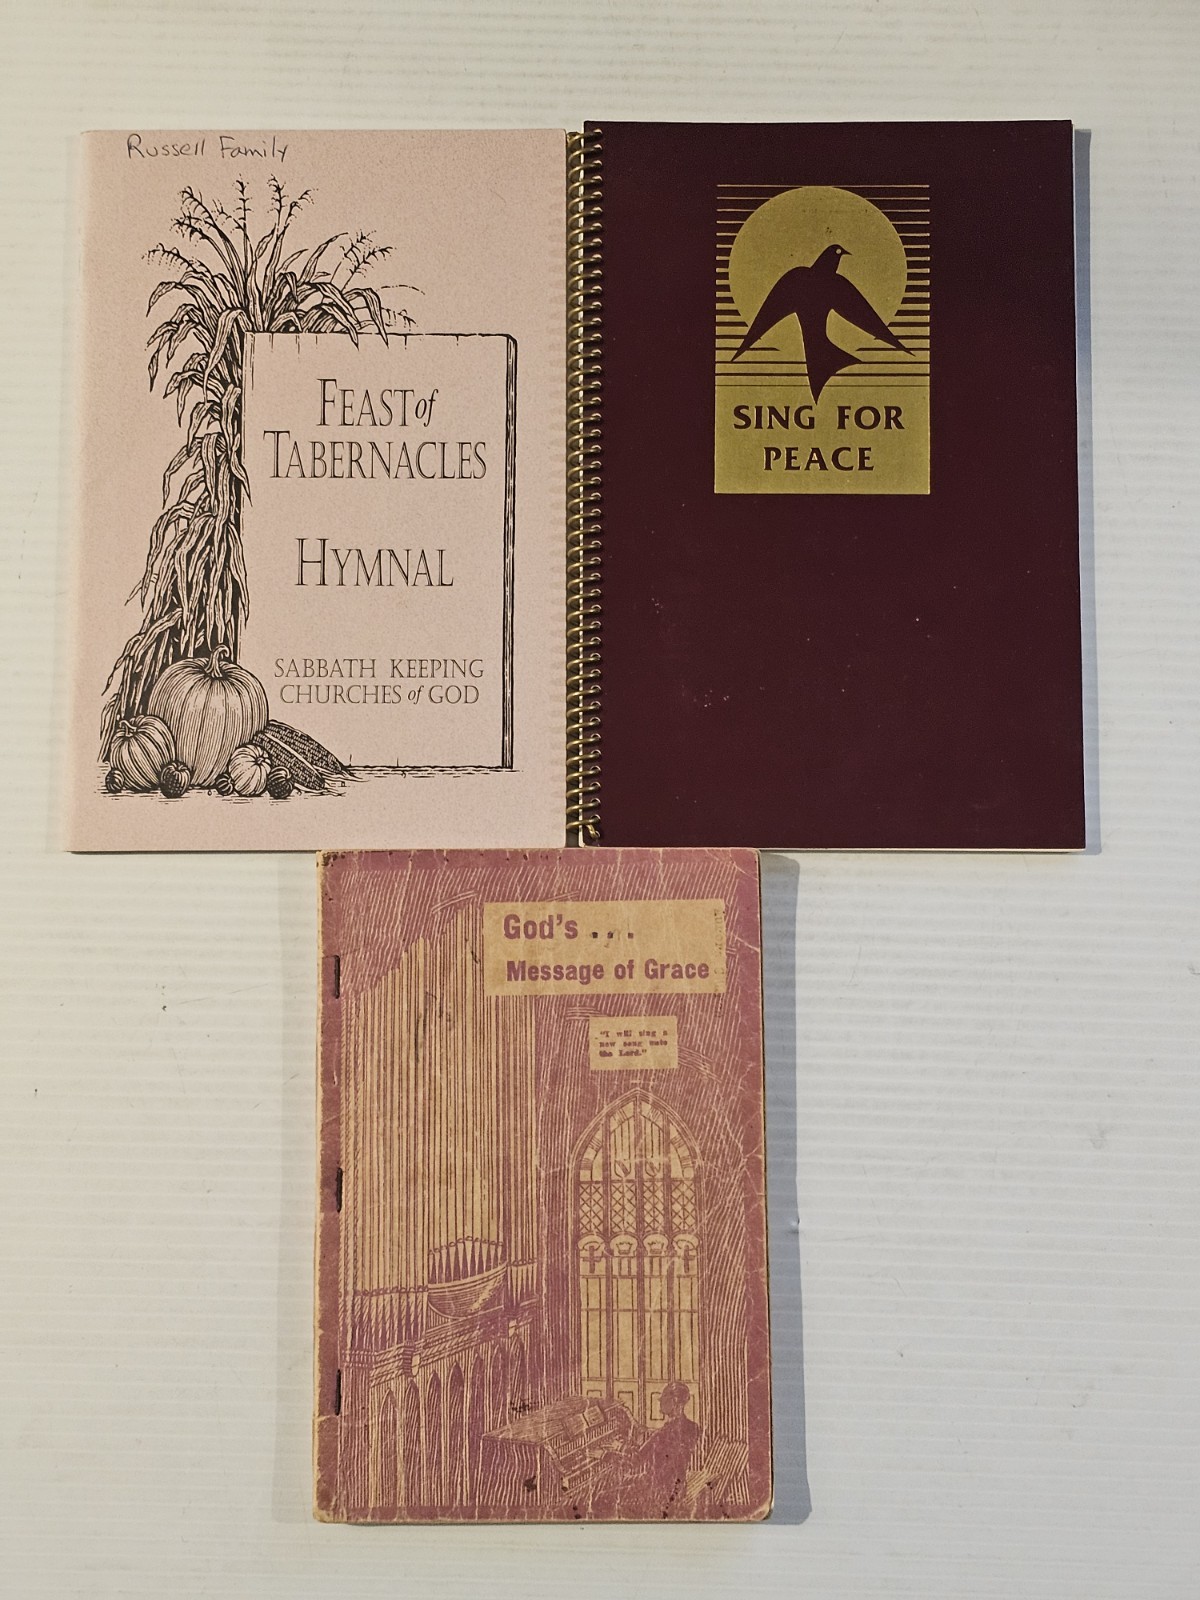 Russell Family
FEAST of
TABERNACLES
HYMNAL
SABBATH KEEPING
CHURCHES of GOD
SING FOR
PEACE
God's ...
Message of Grace
"I will sing a
new song unto
the Lord."